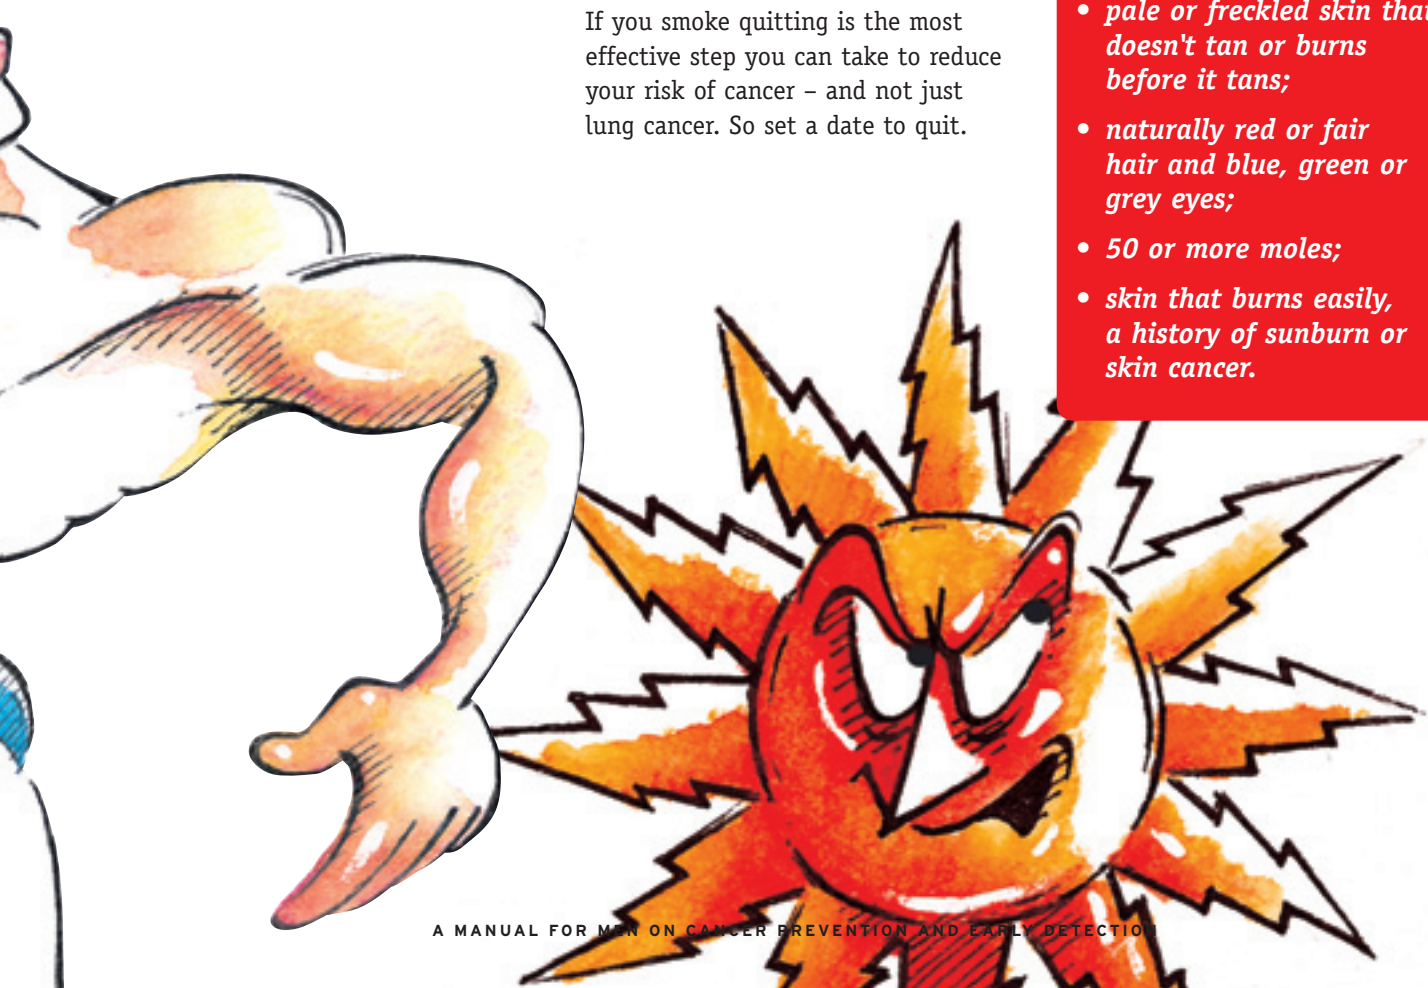 If you smoke quitting is the most
effective step you can take to reduce
your risk of cancer – and not just
lung cancer. So set a date to quit.
• pale or freckled skin that
doesn't tan or burns
before it tans;
• naturally red or fair
hair and blue, green or
grey eyes;
• 50 or more moles;
• skin that burns easily,
a history of sunburn or
skin cancer.
A MANUAL FOR MEN ON CANCER PREVENTION AND EARLY DETECTION